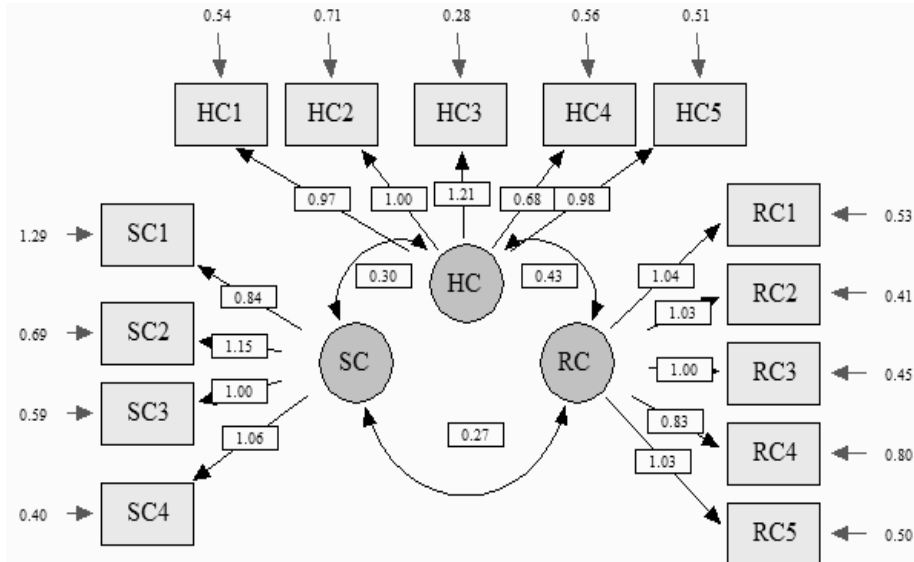 0.54
0.71
0.28
0.56
0.51
HC1
HC2
HC3
HC4
HC5
0.97
1.00
1.21
0.68
0.98
SC1
1.29
RC1
0.53
0.30
HC
0.43
1.04
0.84
RC2
0.41
1.03
SC2
0.69
1.15
SC
RC
1.00
RC3
0.45
1.00
SC3
0.59
0.83
1.06
0.27
RC4
0.80
1.03
SC4
0.40
RC5
0.50